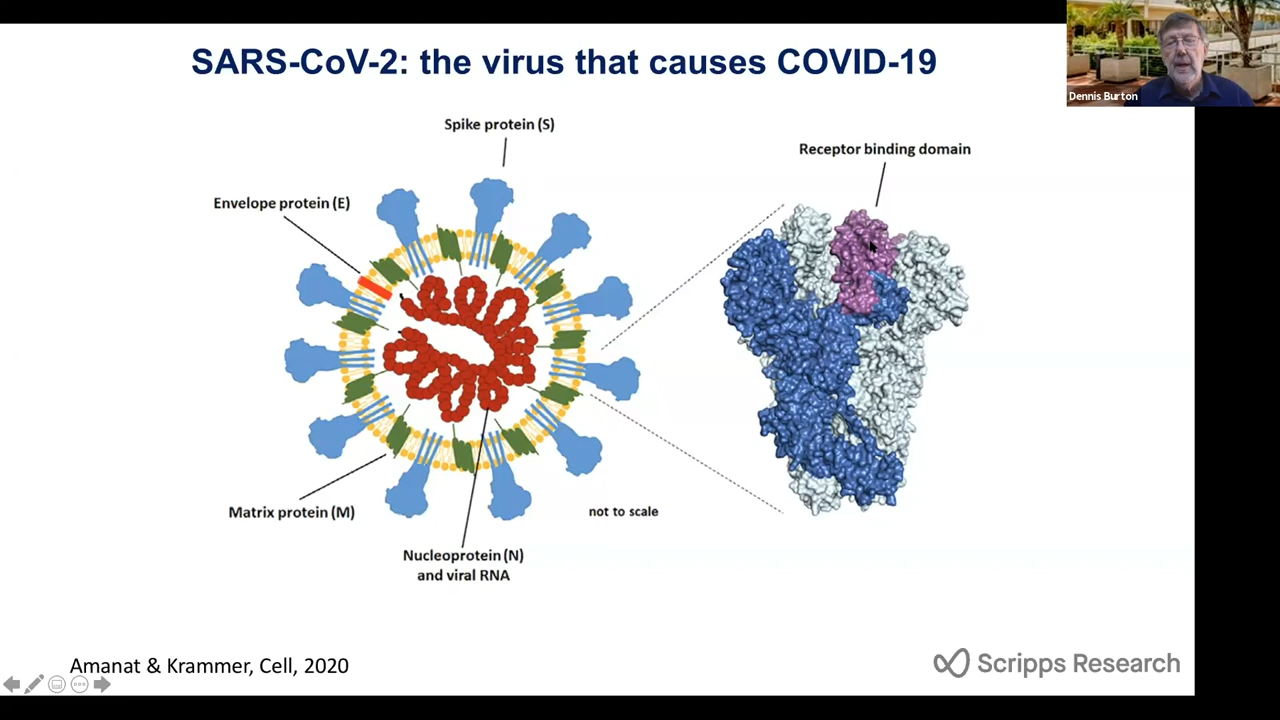 SARS-CoV-2: the virus that causes COVID-19
Dennis Burton
Spike protein (S)
Receptor binding domain
Envelope protein (E)
Matrix protein (M)
not to scale
Nucleoprotein (N)
and viral RNA
Amanat & Krammer, Cell, 2020
Scripps Research